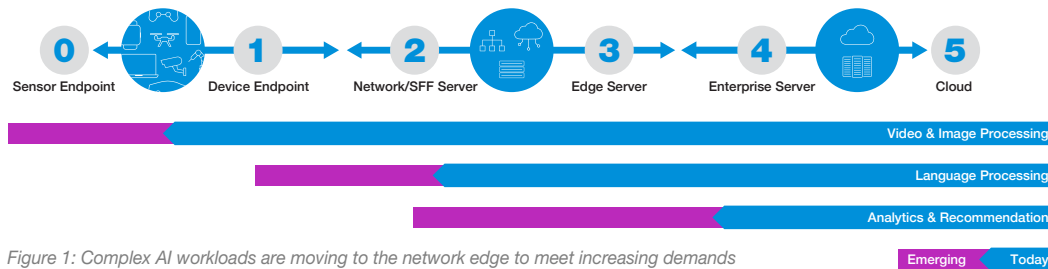 0 1 2 3 4 5
Sensor Endpoint Device Endpoint Network/SFF Server Edge Server Enterprise Server Cloud
Video & Image Processing
Language Processing
Analytics & Recommendation
Figure 1: Complex AI workloads are moving to the network edge to meet increasing demands
Emerging Today